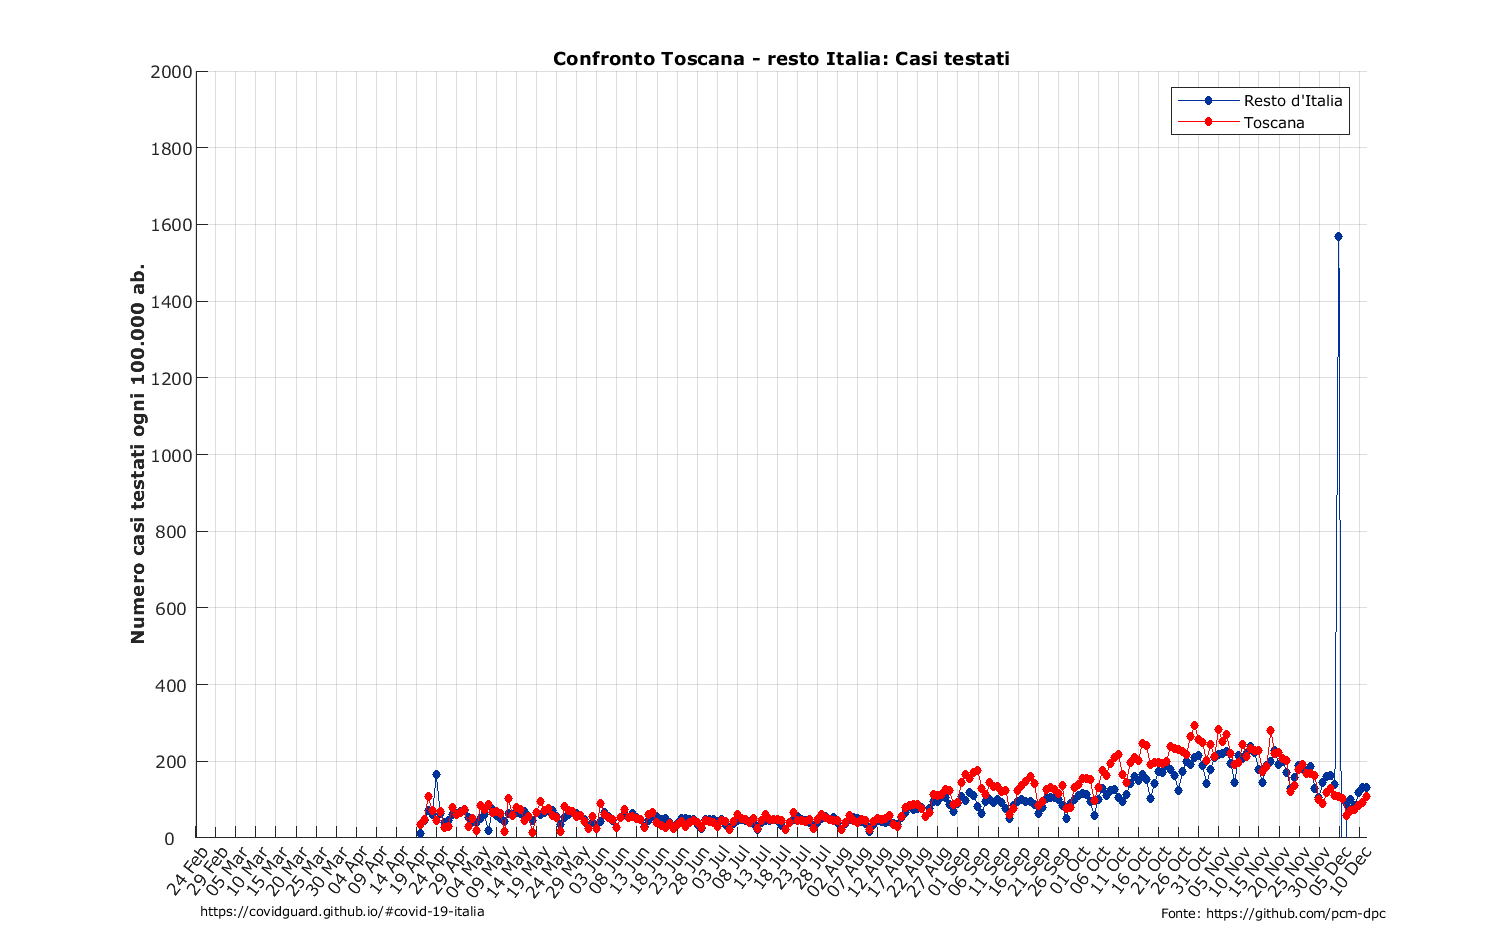 Confronto Toscana - resto Italia: Casi testati
Resto d'Italia
Toscana
Numero casi testati ogni 100.000 ab.
2000
1800
1600
1400
1200
1000
800
600
400
200
0
24 Feb
29 Feb
05 Mar
10 Mar
15 Mar
20 Mar
25 Mar
30 Mar
04 Apr
09 Apr
14 Apr
19 Apr
24 Apr
29 Apr
04 May
09 May
14 May
19 May
24 May
29 May
03 Jun
08 Jun
13 Jun
18 Jun
23 Jun
28 Jun
03 Jul
08 Jul
13 Jul
18 Jul
23 Jul
28 Jul
02 Aug
07 Aug
12 Aug
17 Aug
22 Aug
27 Aug
01 Sep
06 Sep
11 Sep
16 Sep
21 Sep
26 Sep
01 Oct
06 Oct
11 Oct
16 Oct
21 Oct
26 Oct
31 Oct
05 Nov
10 Nov
15 Nov
20 Nov
25 Nov
30 Nov
05 Dec
10 Dec
https://covidguard.github.io/#covid-19-italia
Fonte: https://github.com/pcm-dpc